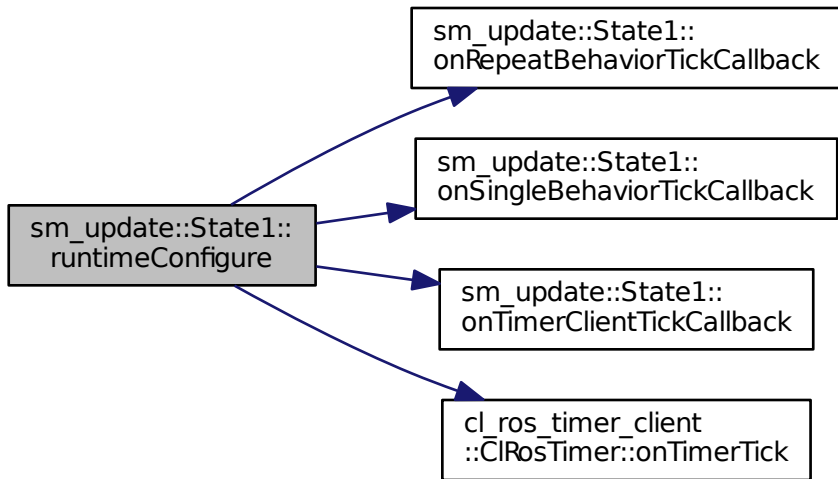 sm_update::State1::
onRepeatBehaviorTickCallback
sm_update::State1::
onSingleBehaviorTickCallback
sm_update::State1::
runtimeConfigure
sm_update::State1::
onTimerClientTickCallback
cl_ros_timer_client
::ClRosTimer::onTimerTick